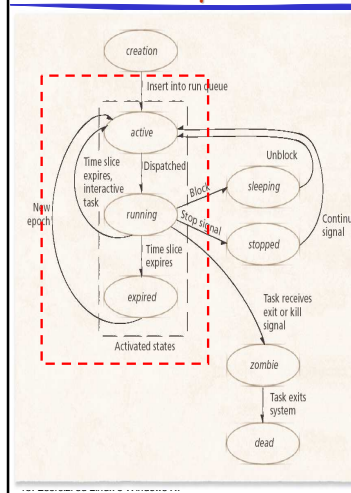 creation
Insert into run queue
active
Time slice
expires,
interactive
task
Dispatched
Unblock
Block
sleeping
New
epoch
running
Stop signal
stopped
Continu
signal
Time slice
expires
expired
Task receives
exit or kill
signal
Activated states
zombie
Task exits
system
dead